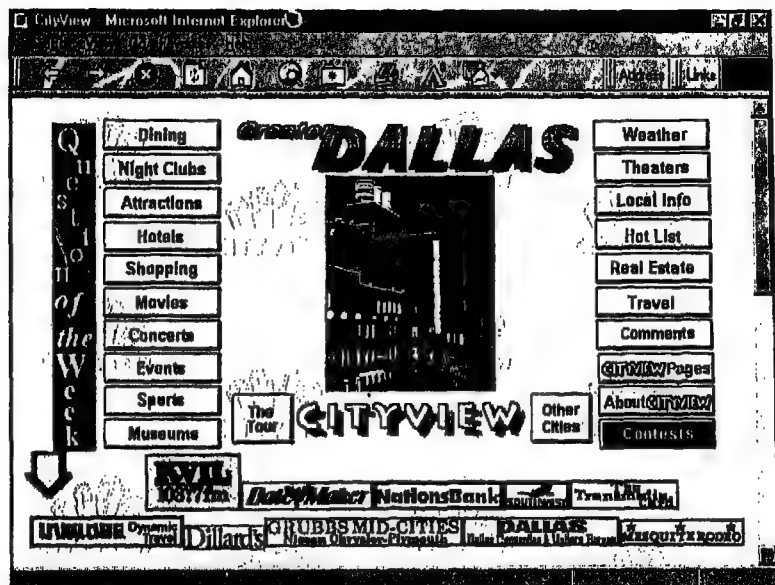 CityView - Microsoft Internet Explorer
Address
Links
Question of the Week
Dining
Night Clubs
Attractions
Hotels
Shopping
Movies
Concerts
Events
Sports
Museums
Greater DALLAS
The Tour
CITYVIEW
Other Cities
Weather
Theaters
Local Info
Hot List
Real Estate
Travel
Comments
CITYVIEW Pages
About CITYVIEW
Contests
KVIL
103.7 fm
NationsBank
Dynamic Travel
Dillard's
GRUBBS MID-CITIES
Nissan Chrysler-Plymouth
DALLAS
MESQUITE RODEO